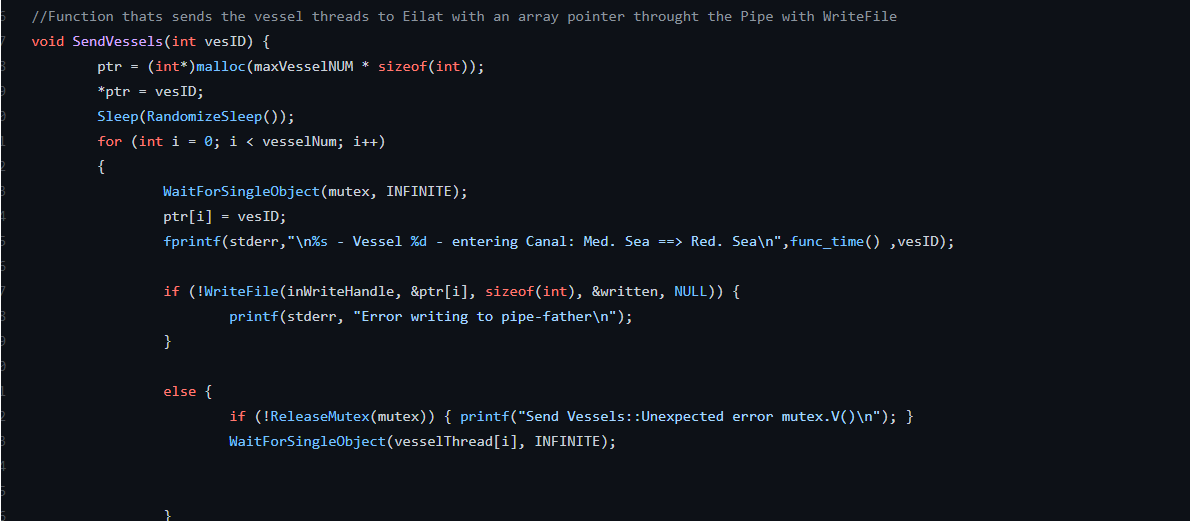 //Function thats sends the vessel threads to Eilat with an array pointer throught the Pipe with WriteFile
void SendVessels(int vesID) {
ptr = (int*)malloc(maxVesselNUM * sizeof(int));
*ptr = vesID;
Sleep(RandomizeSleep());
for (int i = 0; i < vesselNum; i++)
{
WaitForSingleObject(mutex, INFINITE);
ptr[i] = vesID;
fprintf(stderr,"\n%s - Vessel %d - entering Canal: Med. Sea ==> Red. Sea\n",func_time() ,vesID);
if (!WriteFile(inWriteHandle, &ptr[i], sizeof(int), &written, NULL)) {
printf(stderr, "Error writing to pipe-father\n");
}
else {
if (!ReleaseMutex(mutex)) { printf("Send Vessels::Unexpected error mutex.V()\n"); }
WaitForSingleObject(vesselThread[i], INFINITE);
}